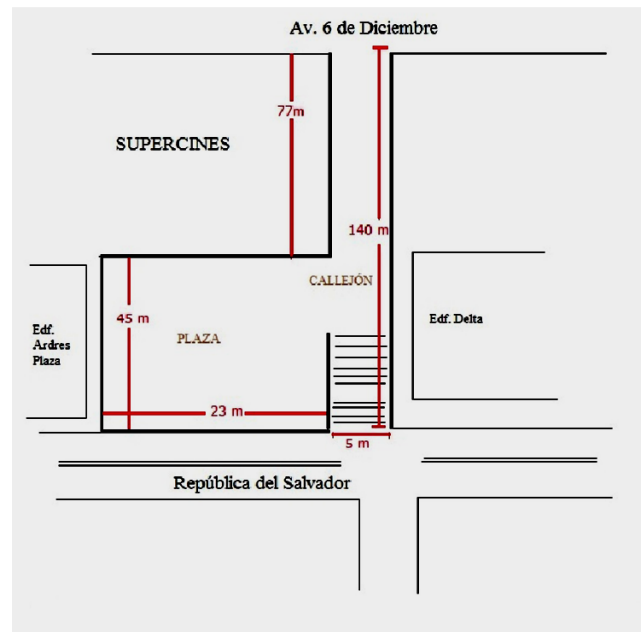 Av. 6 de Diciembre
77m
SUPERCINES
140 m
CALLEJÓN
45 m
Edf.
Ardres
Plaza
PLAZA
Edf. Delta
23 m
5 m
República del Salvador